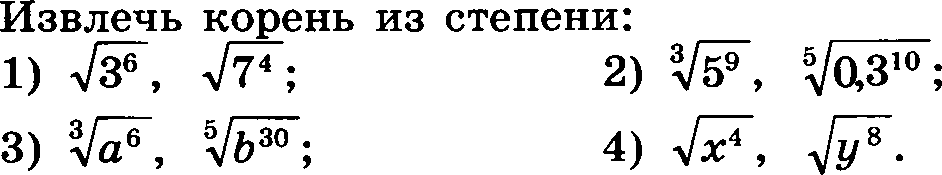 Извлечь корень из степени:
1) √3⁶, √7⁴; 2) ∛5⁹, ⁵√0,3¹⁰;
3) ∛a⁶, ⁵√b³⁰; 4) √x⁴, √y⁸.